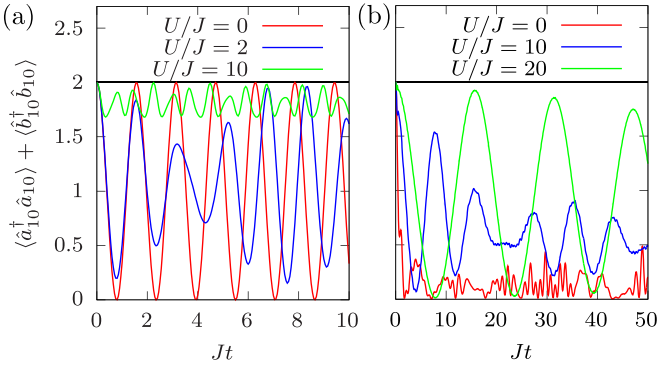 (a)
⟨â†₁₀â₁₀⟩ + ⟨b̂†₁₀b̂₁₀⟩
2.5
2
1.5
1
0.5
0
U/J = 0
U/J = 2
U/J = 10
0 2 4 6 8 10
Jt
(b)
U/J = 0
U/J = 10
U/J = 20
0 10 20 30 40 50
Jt